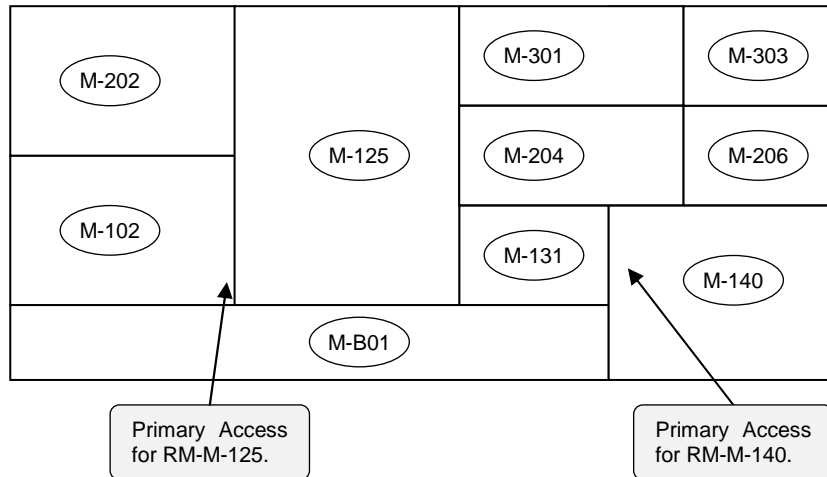 M-301
M-303
M-202
M-125
M-204
M-206
M-102
M-131
M-140
M-B01
Primary Access
for RM-M-125.
Primary Access
for RM-M-140.